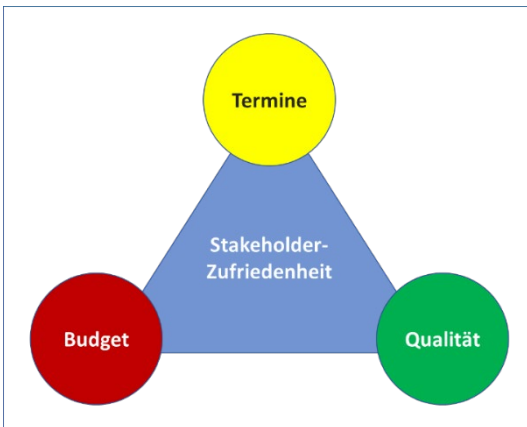 Termine
Stakeholder-
Zufriedenheit
Budget
Qualität